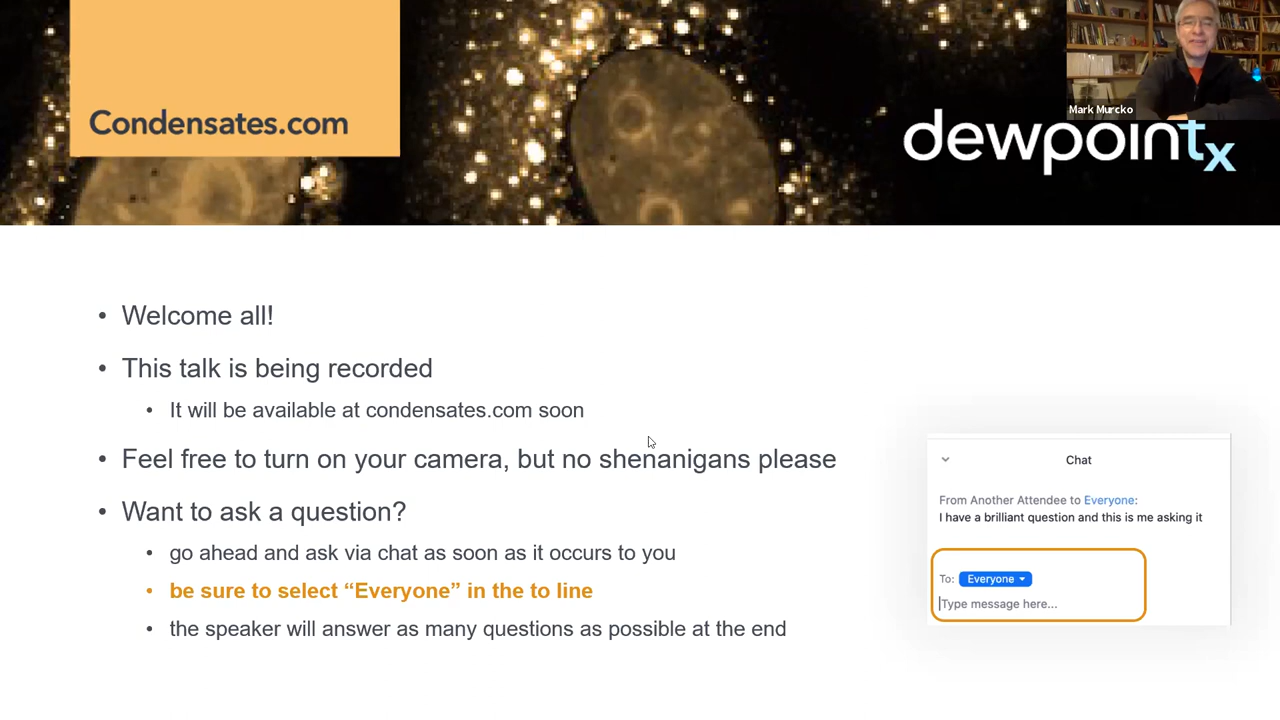 Condensates.com
Mark Murcko
dewpointx
• Welcome all!
• This talk is being recorded
• It will be available at condensates.com soon
• Feel free to turn on your camera, but no shenanigans please
• Want to ask a question?
• go ahead and ask via chat as soon as it occurs to you
• be sure to select “Everyone” in the to line
• the speaker will answer as many questions as possible at the end
Chat
From Another Attendee to Everyone:
I have a brilliant question and this is me asking it
To: Everyone
Type message here...